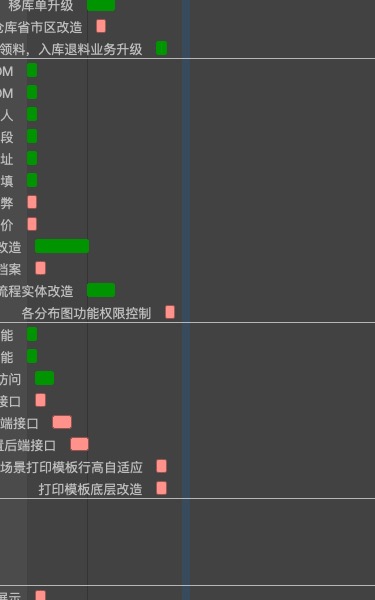 移库单升级
仓库省市区改造
领料，入库退料业务升级
OM
OM
人
段
址
填
弊
价
改造
档案
流程实体改造
各分布图功能权限控制
能
能
访问
接口
端接口
置后端接口
场景打印模板行高自适应
打印模板底层改造
展示